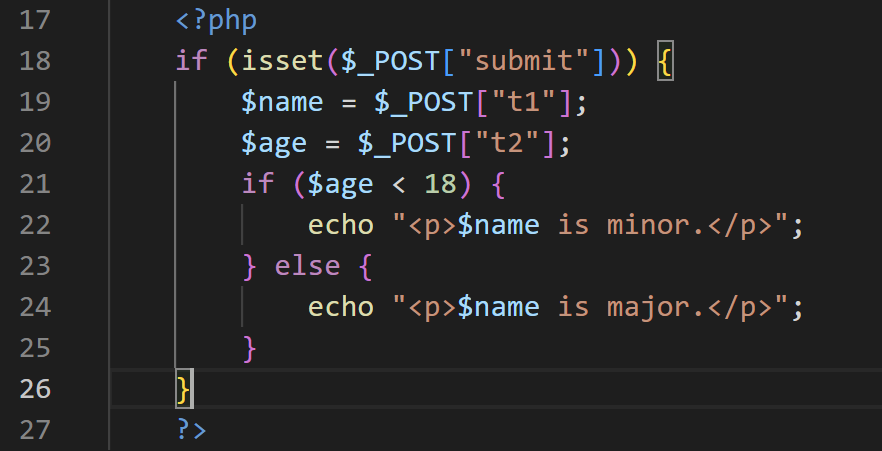 17 <?php
18 if (isset($_POST["submit"])) {
19 $name = $_POST["t1"];
20 $age = $_POST["t2"];
21 if ($age < 18) {
22 echo "<p>$name is minor.</p>";
23 } else {
24 echo "<p>$name is major.</p>";
25 }
26 }
27 ?>